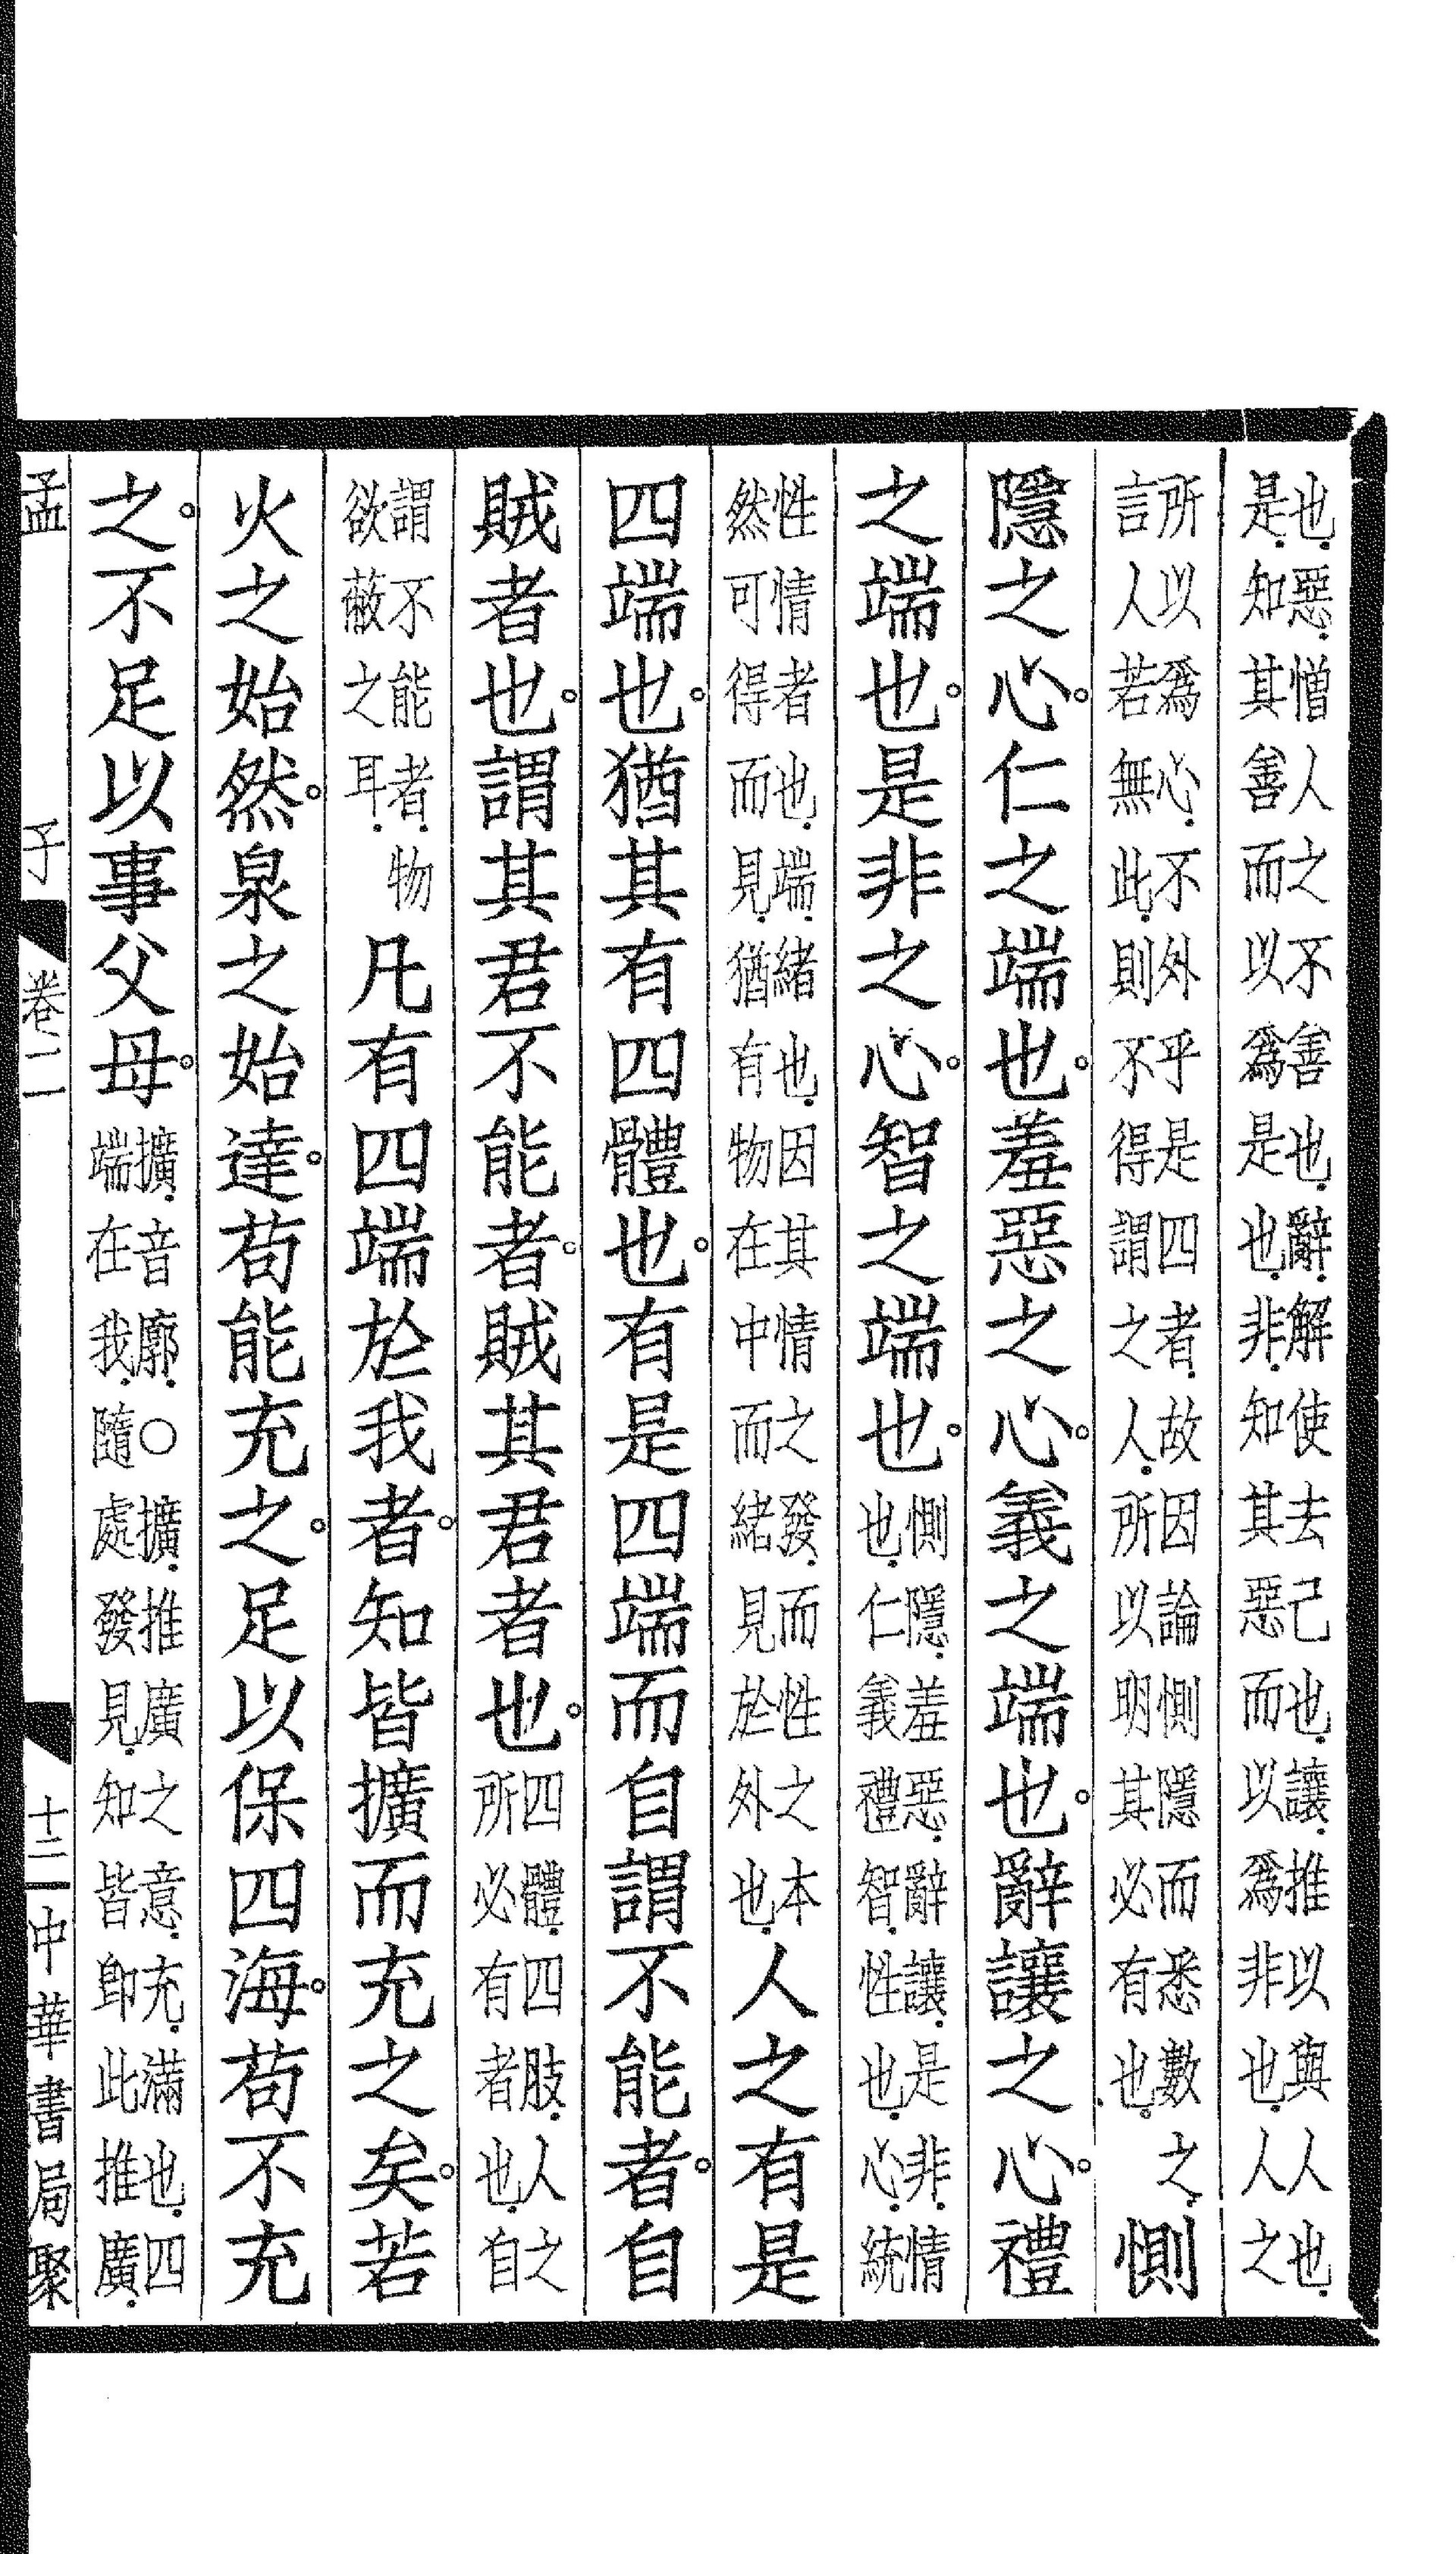 也．惡．憎人之不善也．辭．解使去己也．讓．推以與人也．
是．知其善而以爲是也．非．知其惡而以爲非也．人之
所以爲心．不外乎是四者．故因論惻隱而悉數之．
言人若無此．則不得謂之人．所以明其必有也。
惻
隱之心。仁之端也。羞惡之心。義之端也。辭讓之心。禮
之端也。是非之心。智之端也。
惻隱．羞惡．辭讓．是非．情
也．仁義禮智．性也．心統
性情者也．端．緒也．因其情之發．而性之本
然可得而見．猶有物在中而緒見於外也．
人之有是
四端也。猶其有四體也。有是四端而自謂不能者。自
賊者也。謂其君不能者。賊其君者也。
四體．四肢．人之
所必有者也．自
謂不能者．物
欲蔽之耳．
凡有四端於我者。知皆擴而充之矣。若
火之始然。泉之始達。苟能充之。足以保四海。苟不充
之。不足以事父母。
擴．音廓．○擴．推廣之意．充．滿也．四
端在我．隨處發見．知皆即此推廣．
孟子 卷二 十二 中華書局聚